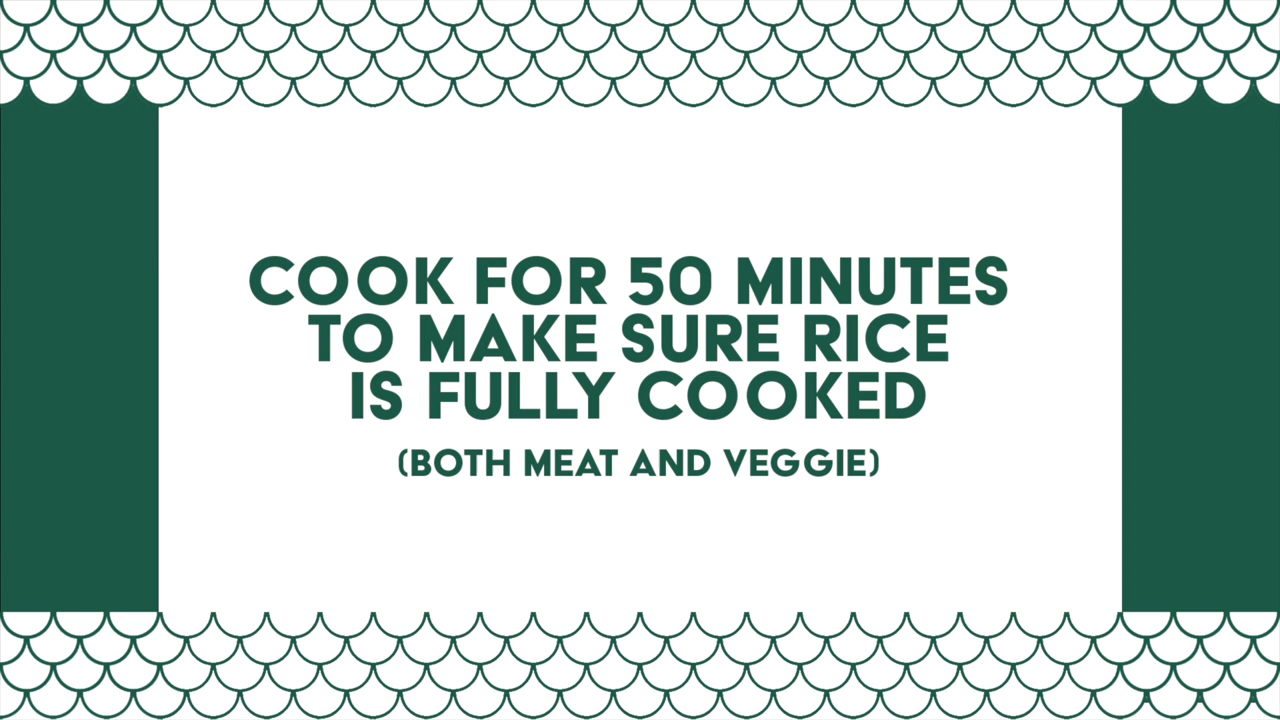 COOK FOR 50 MINUTES
TO MAKE SURE RICE
IS FULLY COOKED
(BOTH MEAT AND VEGGIE)